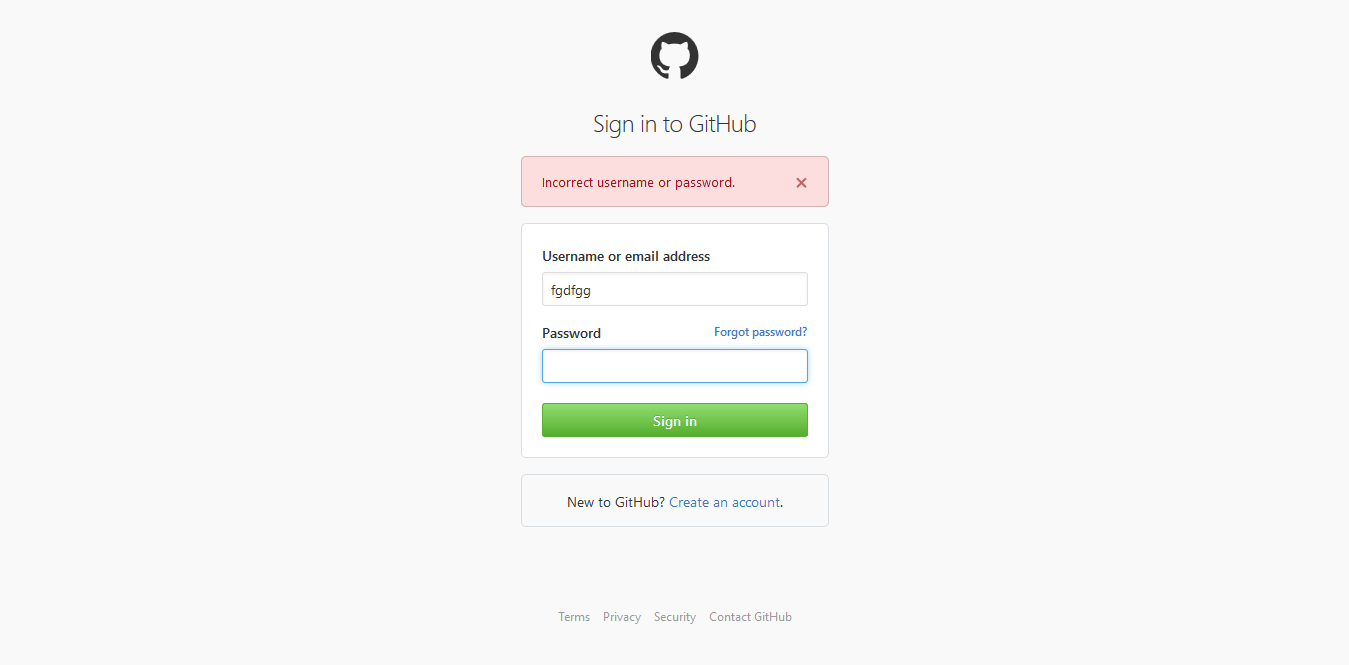 Sign in to GitHub
Incorrect username or password.
Username or email address
fgdfgg
Password Forgot password?
Sign in
New to GitHub? Create an account.
Terms Privacy Security Contact GitHub